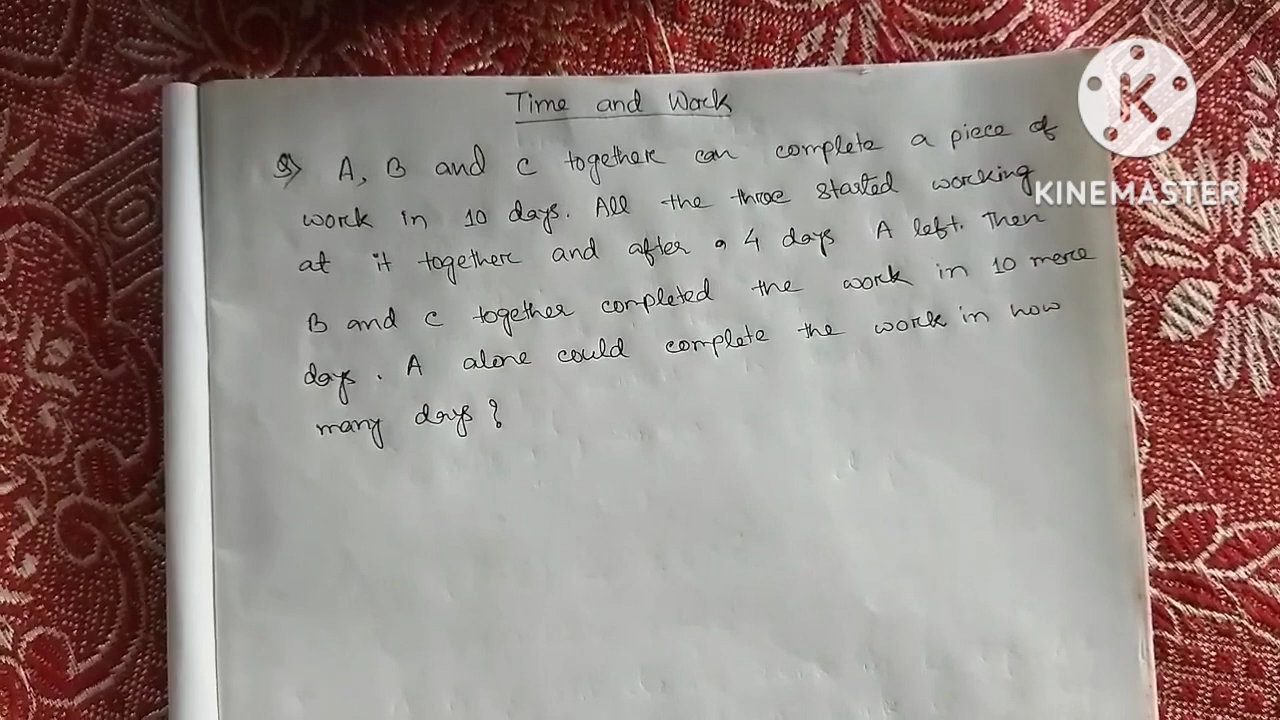 Time and Work
Q) A, B and C together can complete a piece of
work in 10 days. All the three started working
at it together and after 4 days A left. Then
B and C together completed the work in 10 more
days. A alone could complete the work in how
many days?
K
KINEMASTER